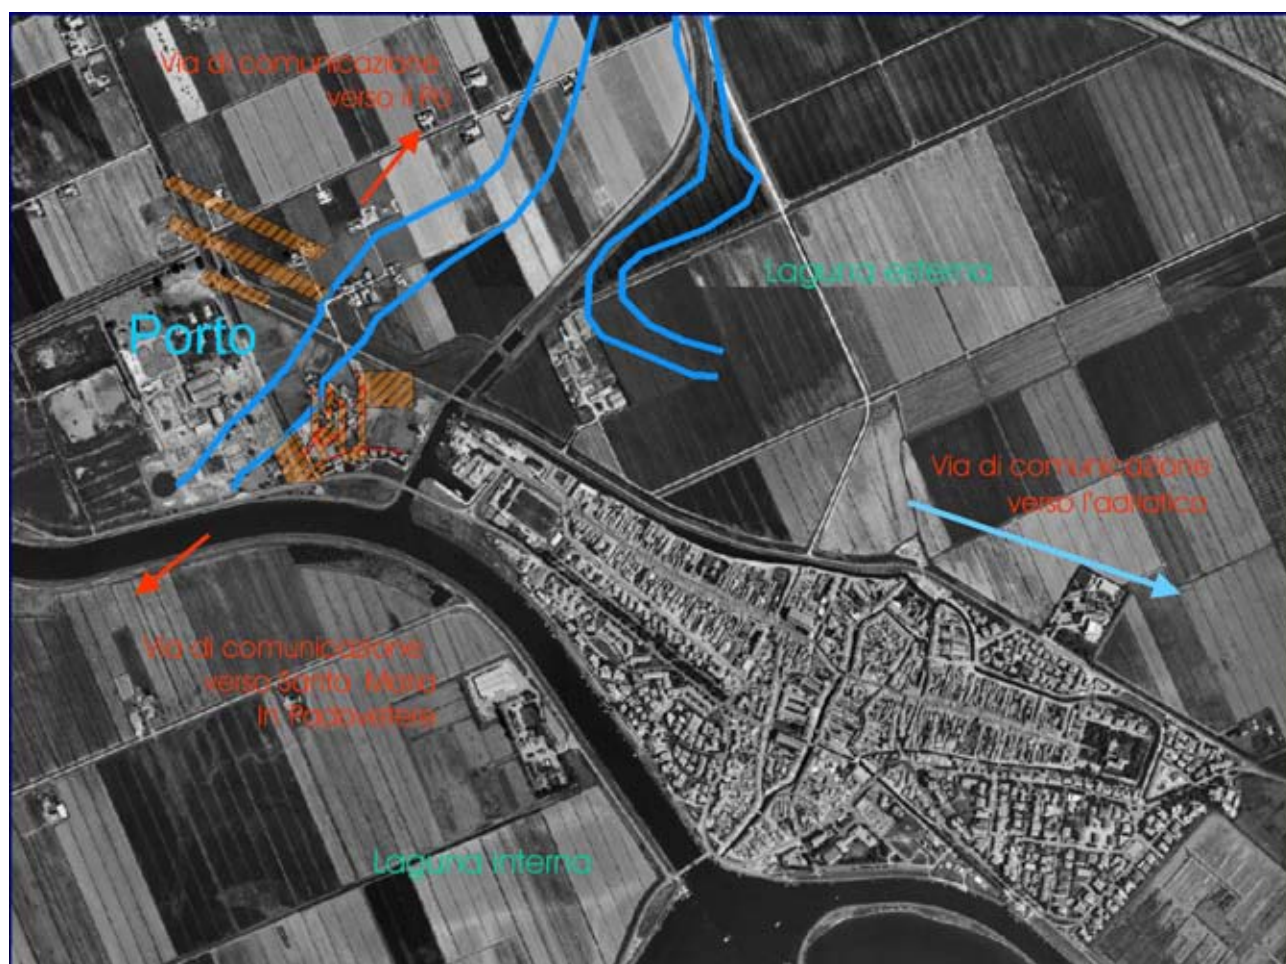 Via di comunicazione
verso il Po
Laguna esterna
Porto
Via di comunicazione
verso l'adriatico
Via di comunicazione
verso Santa Maria
In Padovetere
Laguna interna